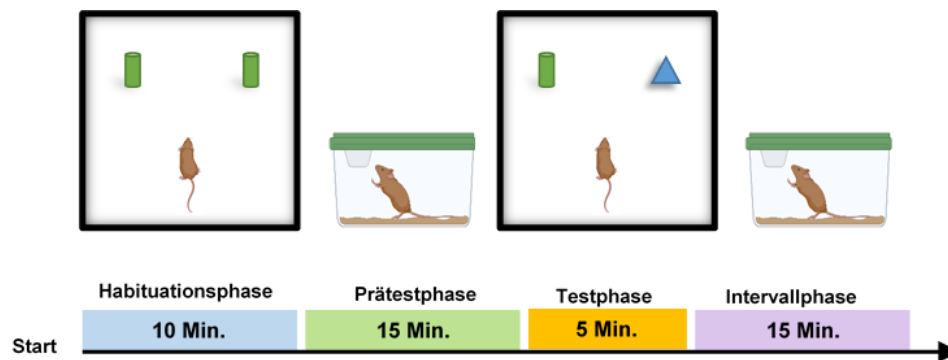 Habituationsphase
Prätestphase
Testphase
Intervallphase
10 Min.
15 Min.
5 Min.
15 Min.
Start